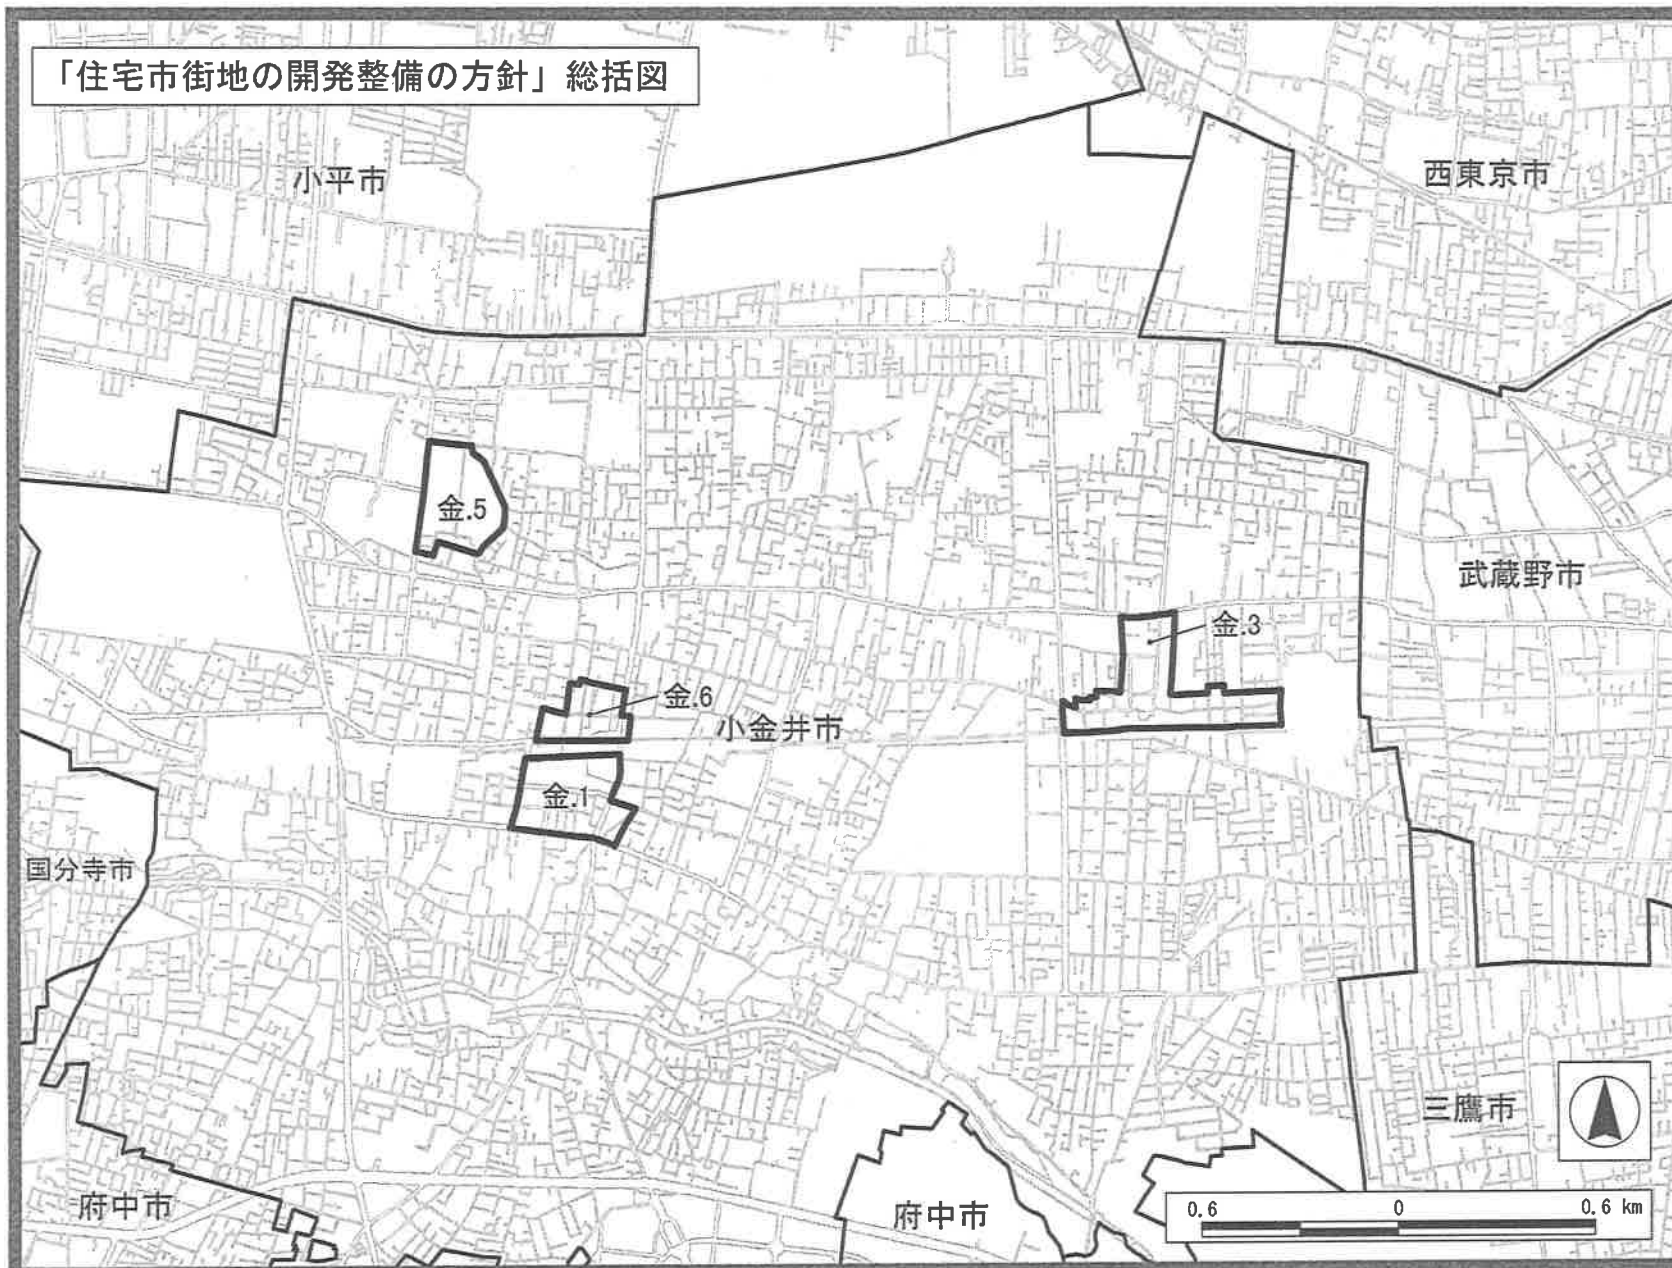 「住宅市街地の開発整備の方針」総括図
小平市
西東京市
金.5
武蔵野市
金.3
金.6
小金井市
金.1
国分寺市
三鷹市
府中市
府中市
0.6 0 0.6 km